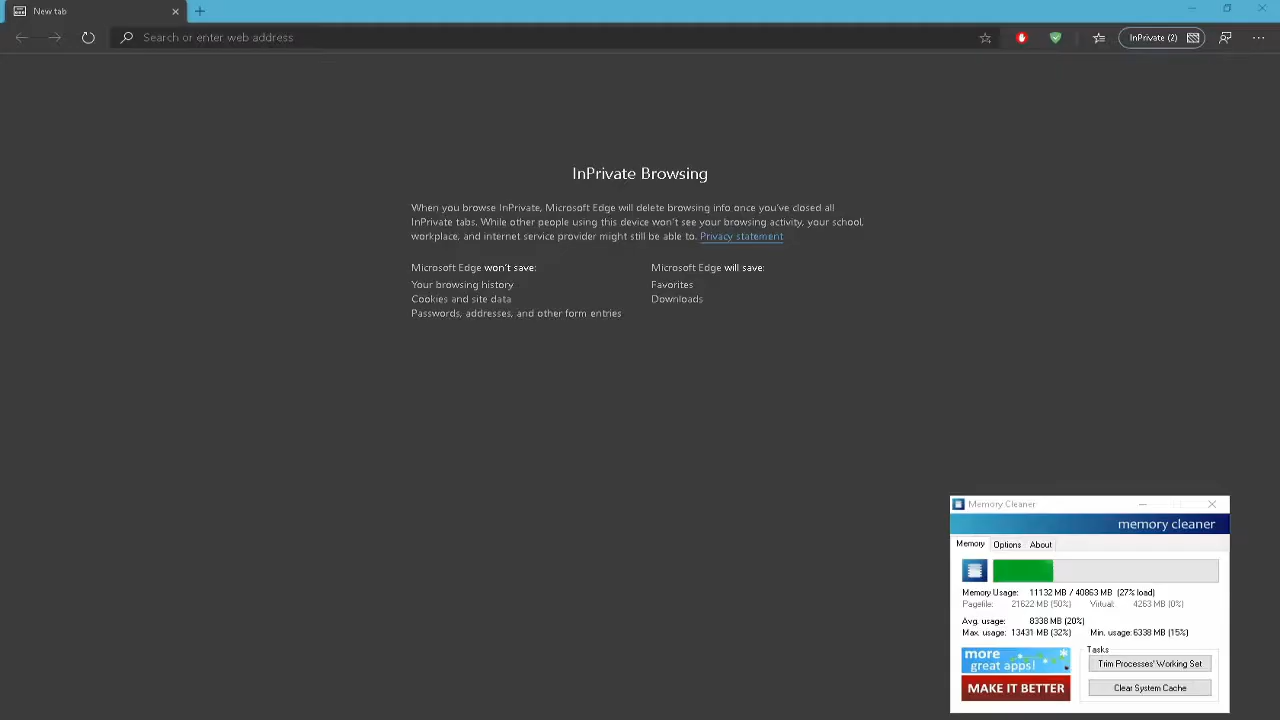 New tab
Search or enter web address
InPrivate (2)
InPrivate Browsing
When you browse InPrivate, Microsoft Edge will delete browsing info once you've closed all
InPrivate tabs. While other people using this device won't see your browsing activity, your school,
workplace, and internet service provider might still be able to. Privacy statement
Microsoft Edge won't save:
Your browsing history
Cookies and site data
Passwords, addresses, and other form entries
Microsoft Edge will save:
Favorites
Downloads
Memory Cleaner
memory cleaner
Memory Options About
Memory Usage: 11132 MB / 40863 MB (27% load)
Pagefile: 21622 MB (50%) Virtual: 4263 MB (0%)
Avg. usage: 8338 MB (20%)
Max. usage: 13431 MB (32%) Min. usage: 6338 MB (15%)
more
great apps!
MAKE IT BETTER
Tasks
Trim Processes' Working Set
Clear System Cache